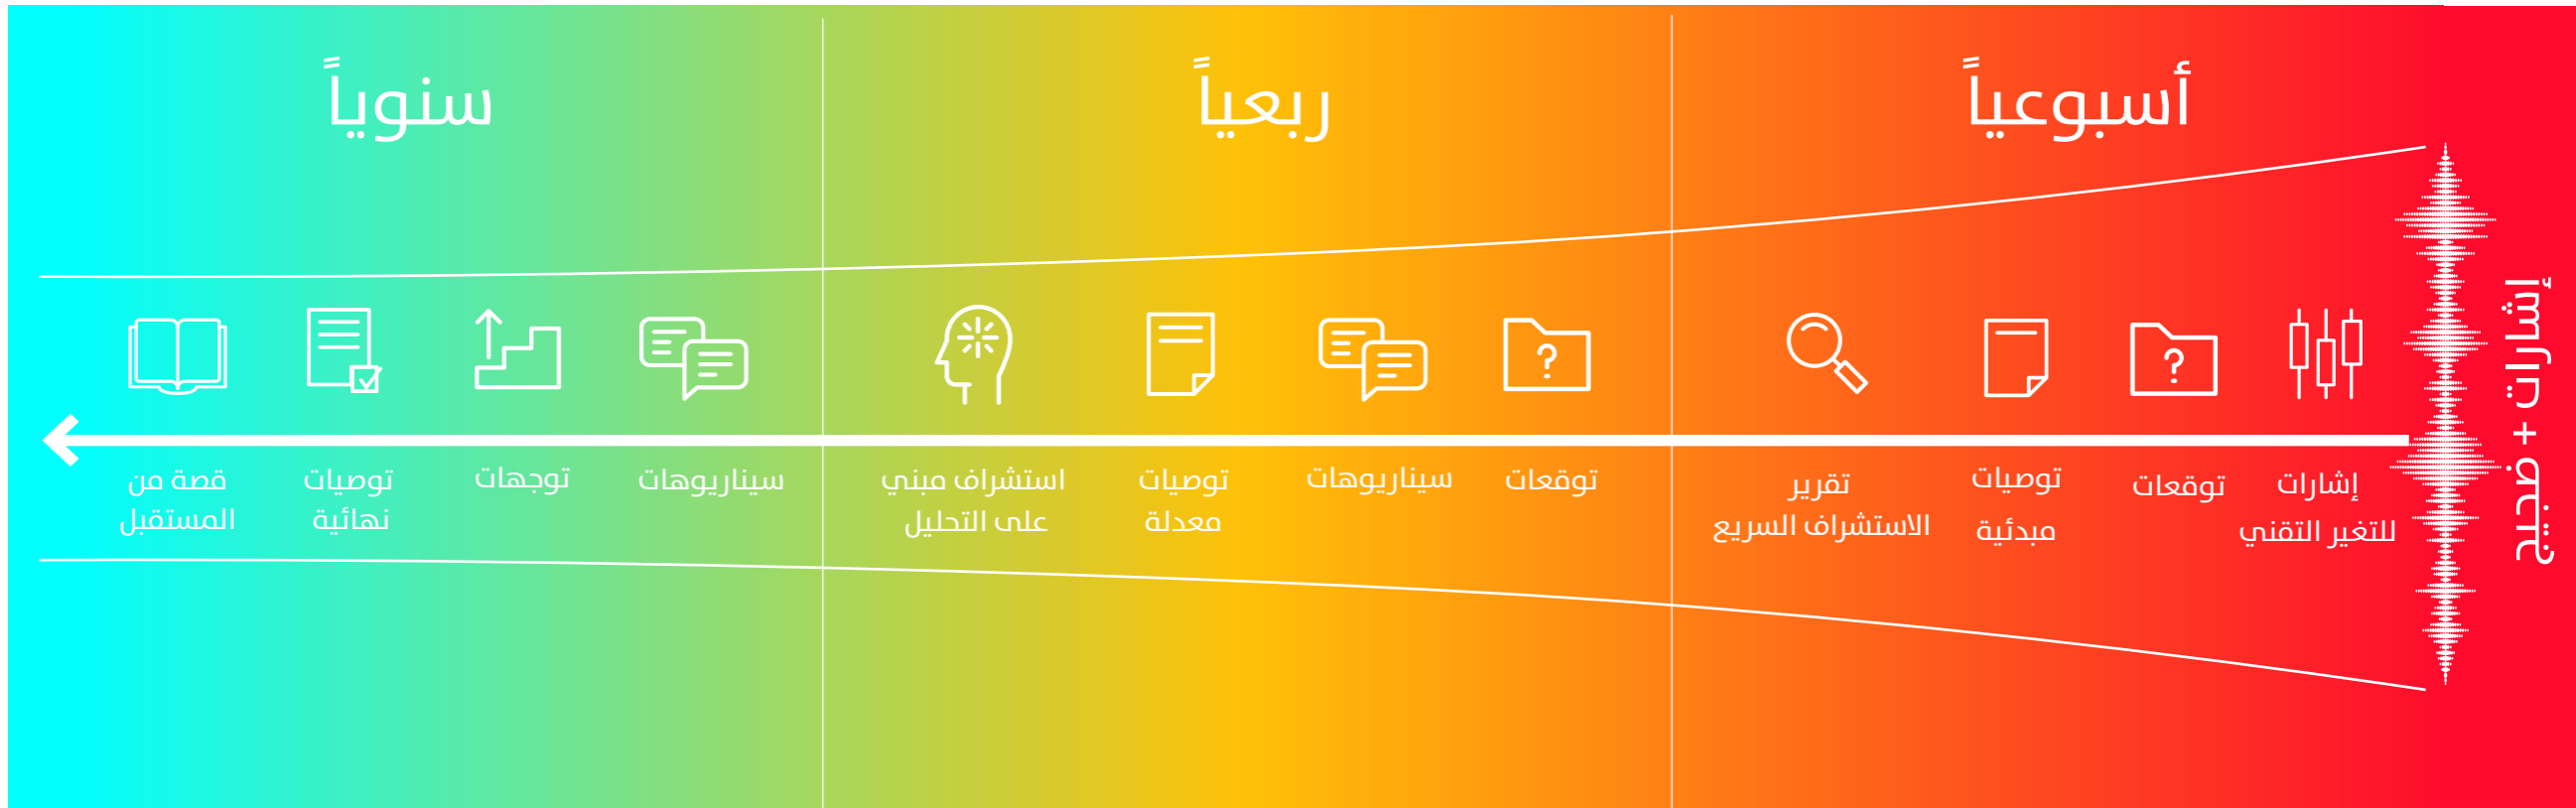 أسبوعياً
ربعياً
سنوياً
إشارات + ضجيج
إشارات
للتغير التقني
توقعات
توصيات
مبدئية
تقرير
الاستشراف السريع
توقعات
سيناريوهات
توصيات
معدلة
استشراف مبني
على التحليل
سيناريوهات
توجهات
توصيات
نهائية
قصة من
المستقبل